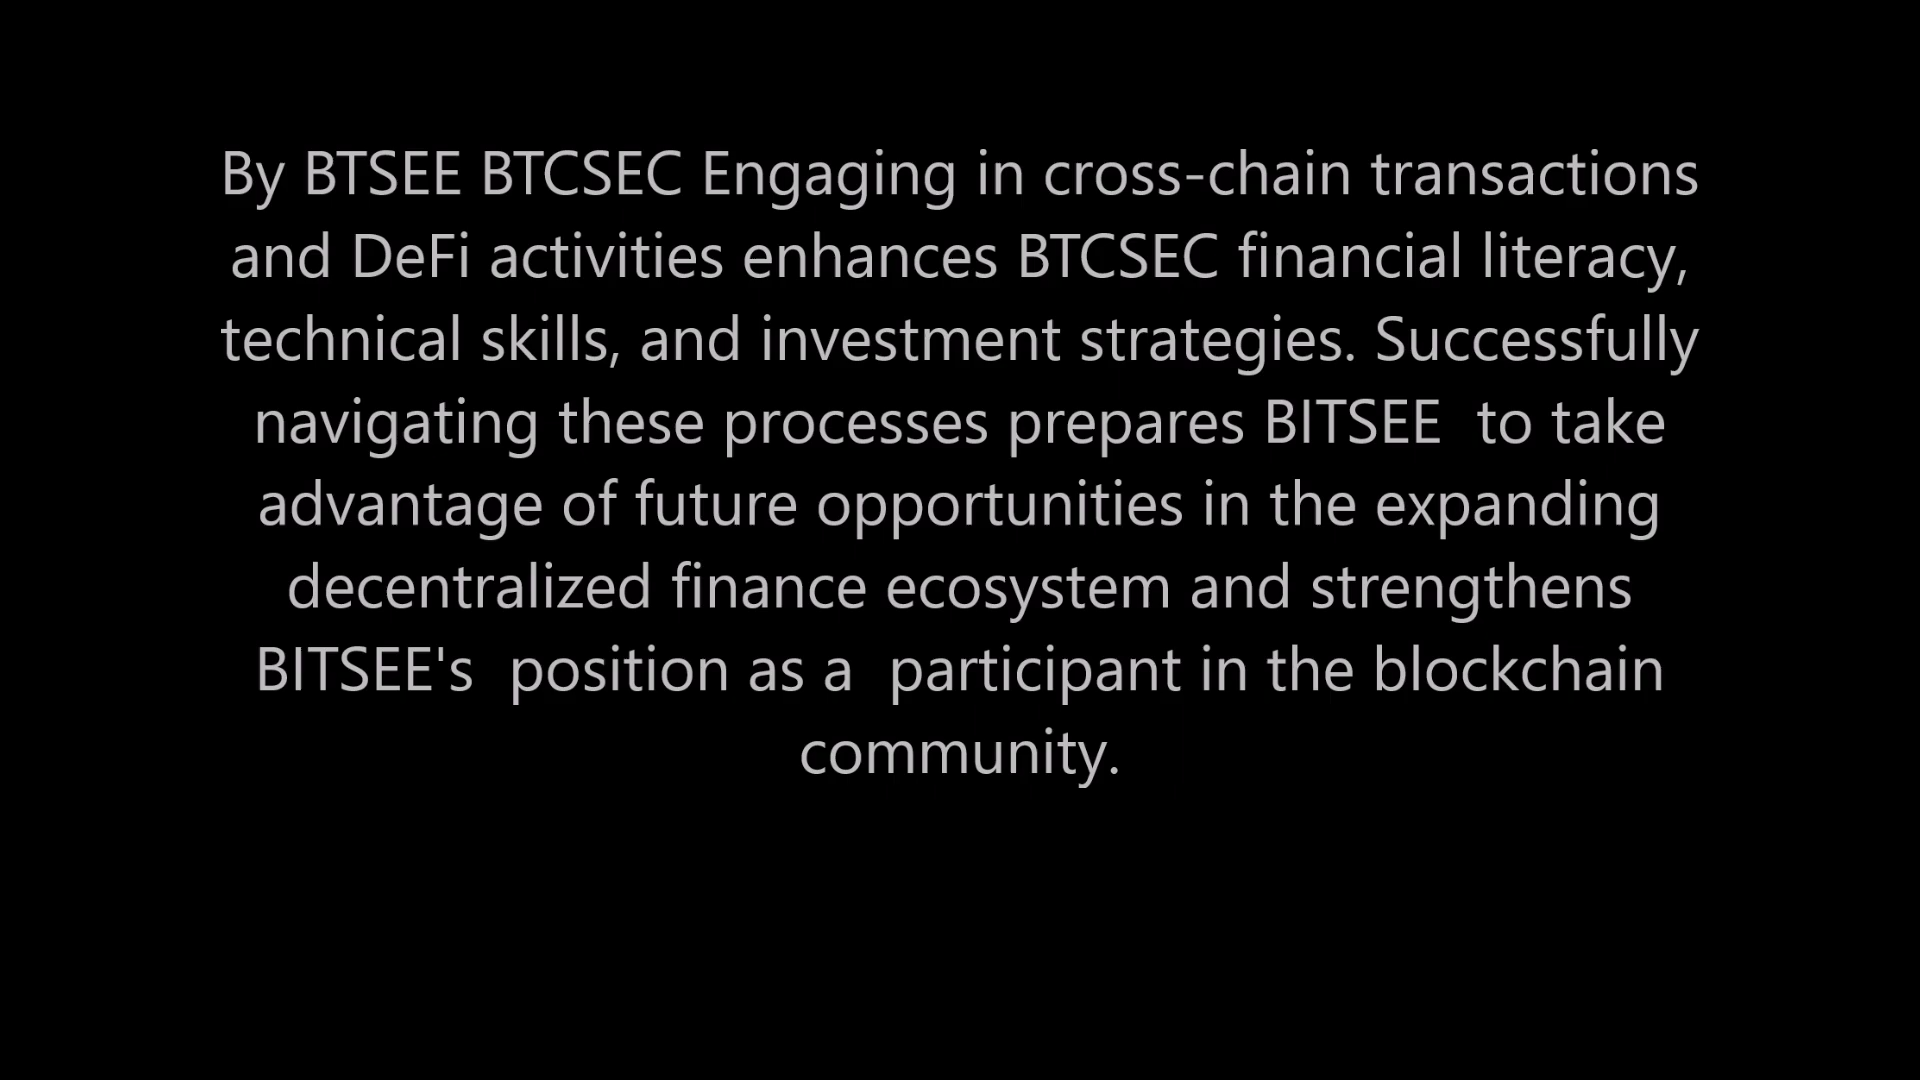 By BTSEE BTCSEC Engaging in cross-chain transactions
and DeFi activities enhances BTCSEC financial literacy,
technical skills, and investment strategies. Successfully
navigating these processes prepares BITSEE  to take
advantage of future opportunities in the expanding
decentralized finance ecosystem and strengthens
BITSEE's  position as a  participant in the blockchain
community.